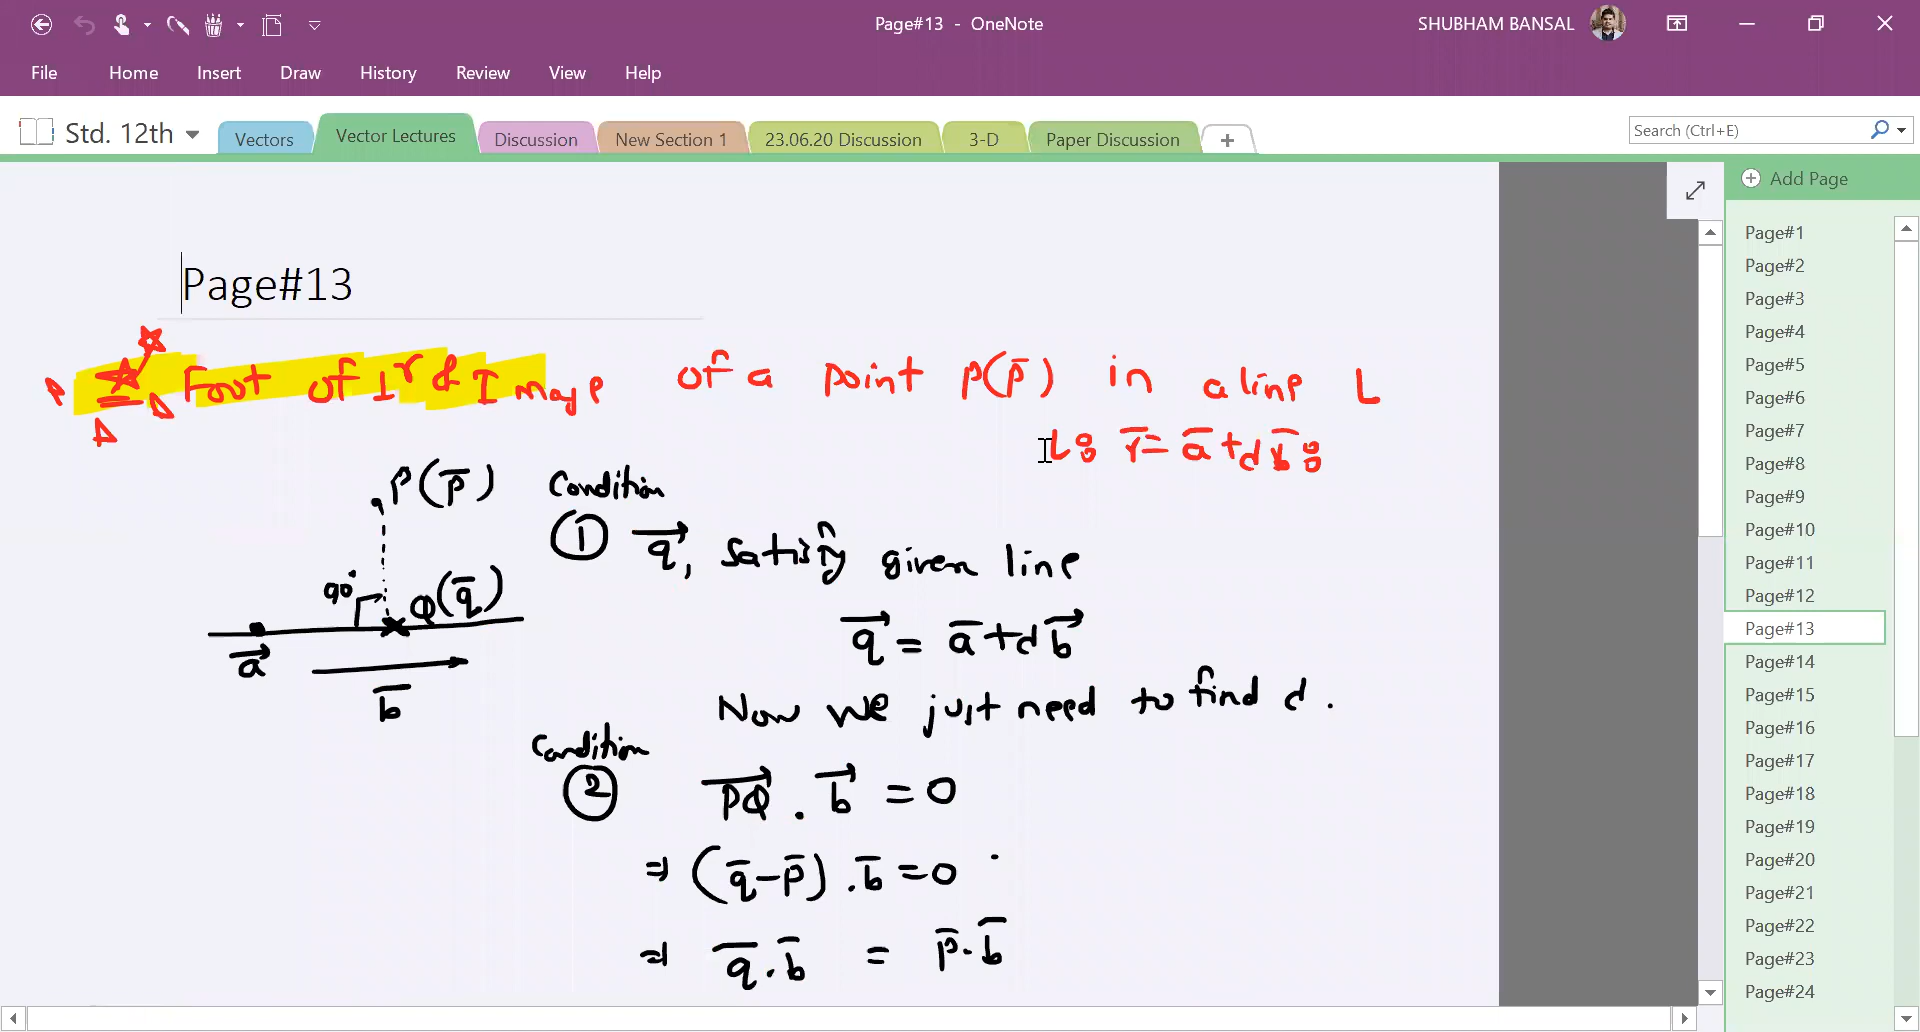 Page#13 - OneNote
SHUBHAM BANSAL
File Home Insert Draw History Review View Help
Std. 12th
Vectors Vector Lectures Discussion New Section 1 23.06.20 Discussion 3-D Paper Discussion +
Search (Ctrl+E)
Add Page
Page#13
Foot of ⊥r & Image of a point P(p̄) in a line L
L: r̄ = ā + d b̄ :
P(p̄)
90°
Q(q̄)
a⃗
b̄
Condition
① q⃗, satisfy given line
q⃗ = ā + d b⃗
Now we just need to find d.
Condition
② PQ⃗ . b⃗ = 0
⇒ (q̄ - p̄) . b̄ = 0
⇒ q̄ . b̄ = p̄ . b̄
Page#1
Page#2
Page#3
Page#4
Page#5
Page#6
Page#7
Page#8
Page#9
Page#10
Page#11
Page#12
Page#13
Page#14
Page#15
Page#16
Page#17
Page#18
Page#19
Page#20
Page#21
Page#22
Page#23
Page#24